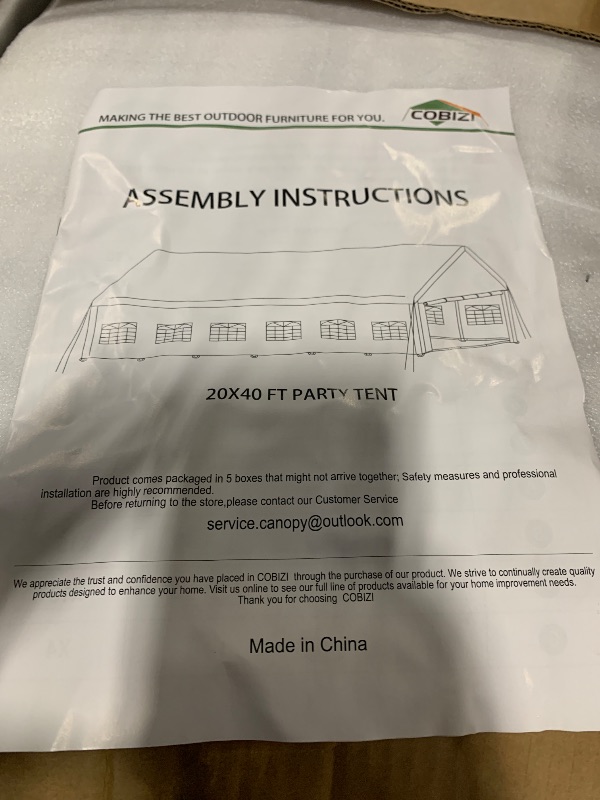 MAKING THE BEST OUTDOOR FURNITURE FOR YOU.
COBIZI
ASSEMBLY INSTRUCTIONS
20X40 FT PARTY TENT
Product comes packaged in 5 boxes that might not arrive together; Safety measures and professional
installation are highly recommended.
Before returning to the store,please contact our Customer Service
service.canopy@outlook.com
We appreciate the trust and confidence you have placed in COBIZI through the purchase of our product. We strive to continually create quality
products designed to enhance your home. Visit us online to see our full line of products available for your home improvement needs.
Thank you for choosing COBIZI
Made in China